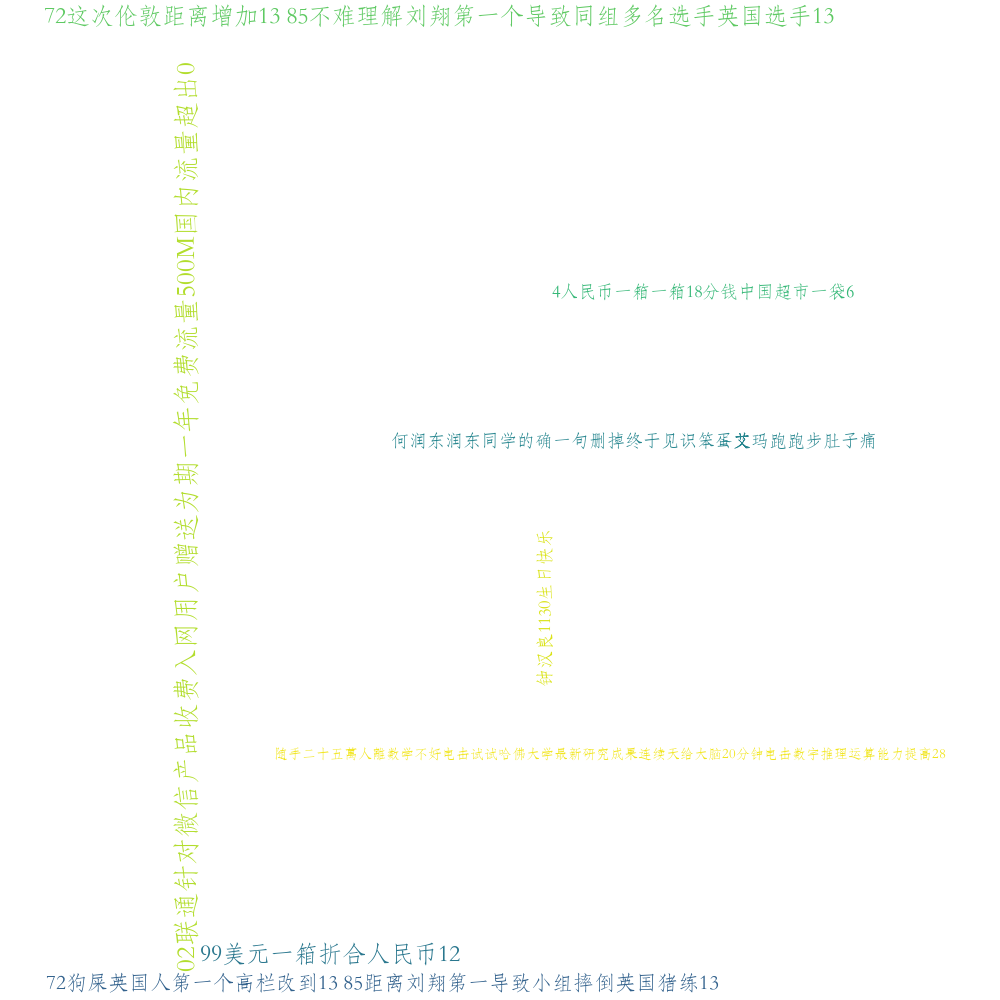 72这次伦敦距离增加13 85不难理解刘翔第一个导致同组多名选手英国选手13
02联通针对微信产品收费入网用户赠送为期一年免费流量500M国内流量超出0
4人民币一箱一箱18分钱中国超市一袋6
何润东润东同学的确一句删掉终于见识笨蛋艾玛跑跑步肚子痛
钟汉良1130生日快乐
随手二十五萬人離数学不好电击试试哈佛大学最新研究成果连续天给大脑20分钟电击数字推理运算能力提高28
99美元一箱折合人民币12
72狗屎英国人第一个高栏改到13 85距离刘翔第一导致小组摔倒英国猪练13